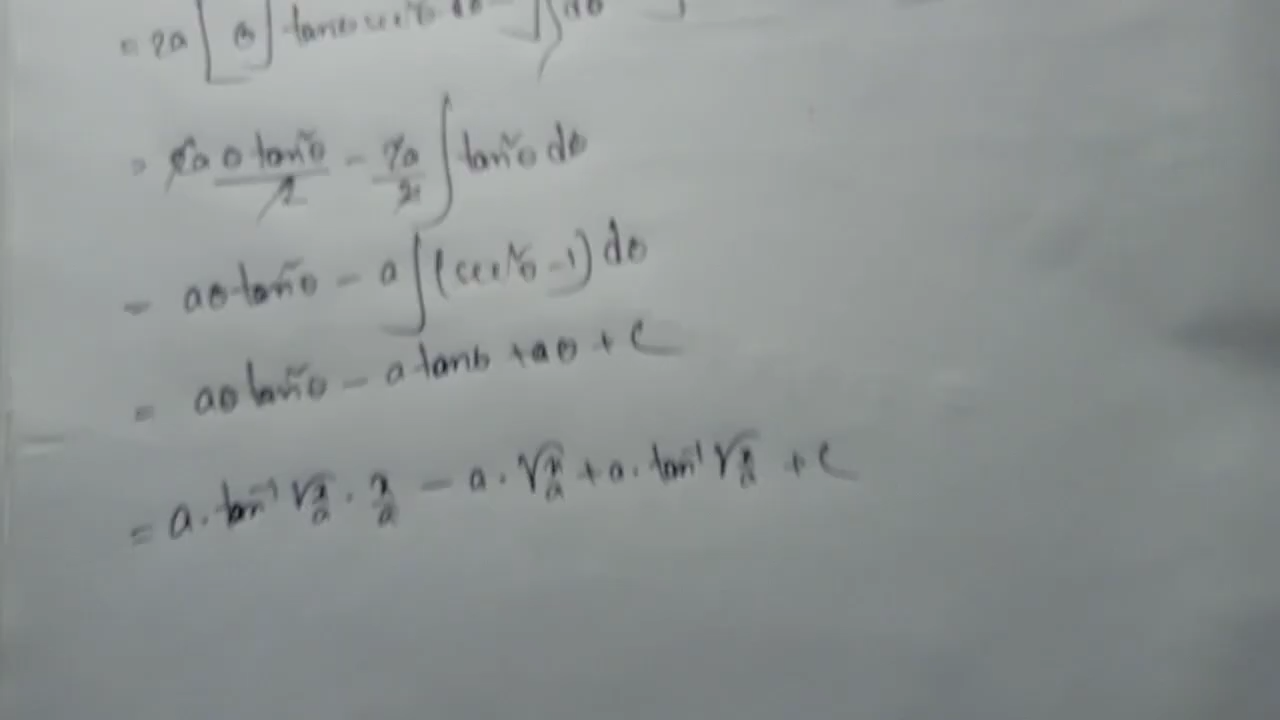 = 2a [ θ ∫ tanθ sec²θ dθ - ∫ { dθ
= 2a θ tan²θ / 2 - 2a / 2 ∫ tan²θ dθ
= aθ tan²θ - a ∫ (sec²θ - 1) dθ
= aθ tan²θ - a tanθ + aθ + c
= a . tan⁻¹ √(x/a) . x/a - a . √(x/a) + a . tan⁻¹ √(x/a) + c